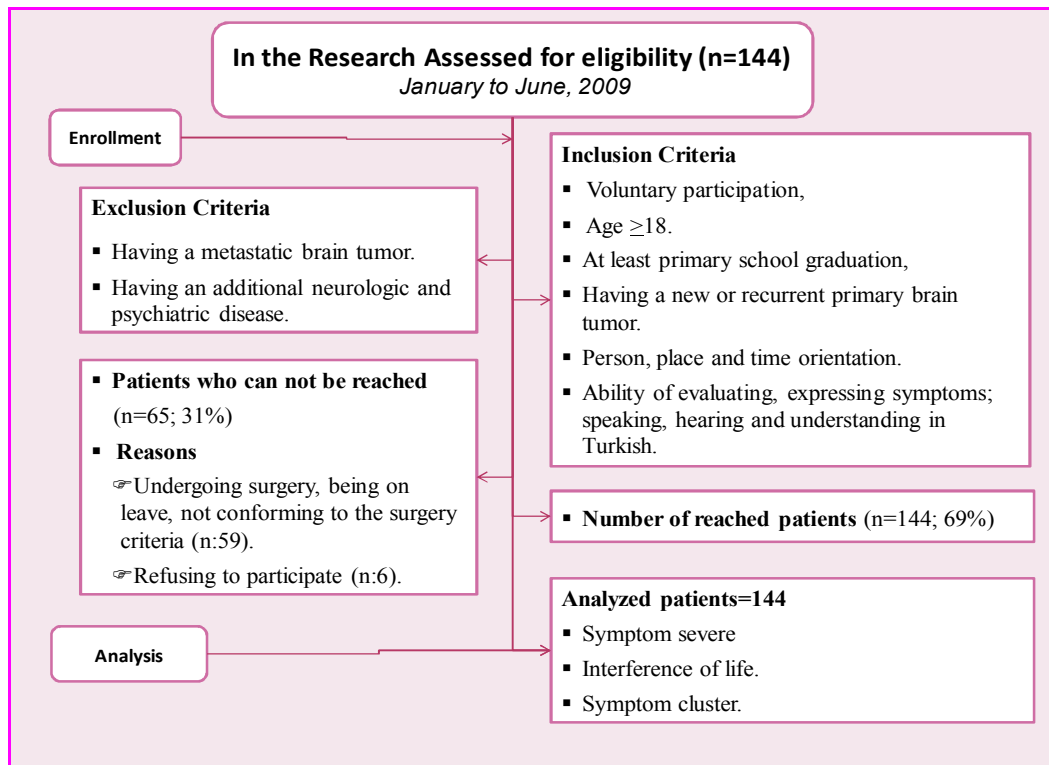 In the Research Assessed for eligibility (n=144)
January to June, 2009
Enrollment
Inclusion Criteria
▪ Voluntary participation,
▪ Age ≥18.
▪ At least primary school graduation,
▪ Having a new or recurrent primary brain
tumor.
▪ Person, place and time orientation.
▪ Ability of evaluating, expressing symptoms;
speaking, hearing and understanding in
Turkish.
Exclusion Criteria
▪ Having a metastatic brain tumor.
▪ Having an additional neurologic and
psychiatric disease.
▪ Patients who can not be reached
(n=65; 31%)
▪ Reasons
☞Undergoing surgery, being on
leave, not conforming to the surgery
criteria (n:59).
☞Refusing to participate (n:6).
▪ Number of reached patients (n=144; 69%)
Analysis
Analyzed patients=144
▪ Symptom severe
▪ Interference of life.
▪ Symptom cluster.